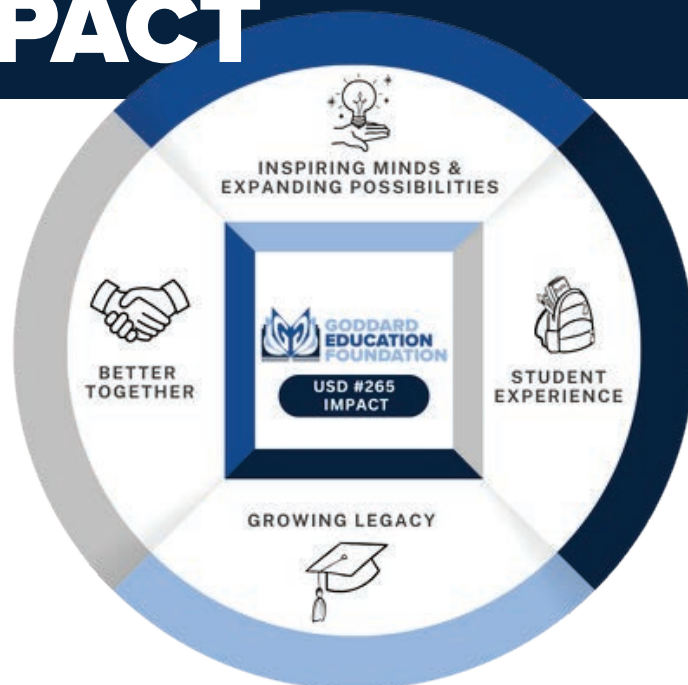 PACT
INSPIRING MINDS &
EXPANDING POSSIBILITIES
BETTER
TOGETHER
GODDARD
EDUCATION
FOUNDATION
USD #265
IMPACT
STUDENT
EXPERIENCE
GROWING LEGACY